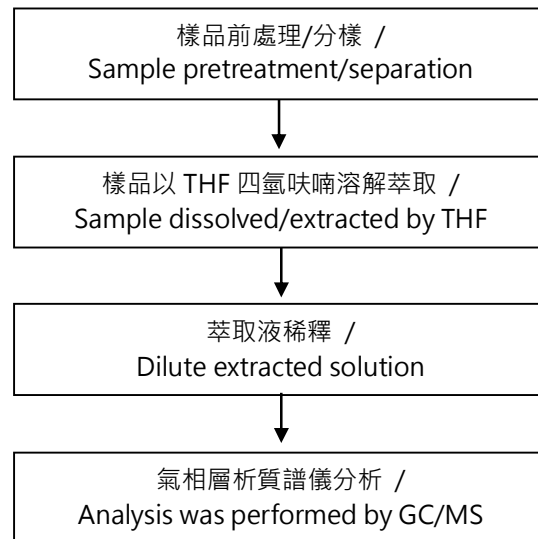 樣品前處理/分樣 /
Sample pretreatment/separation
樣品以 THF 四氫呋喃溶解萃取 /
Sample dissolved/extracted by THF
萃取液稀釋 /
Dilute extracted solution
氣相層析質譜儀分析 /
Analysis was performed by GC/MS